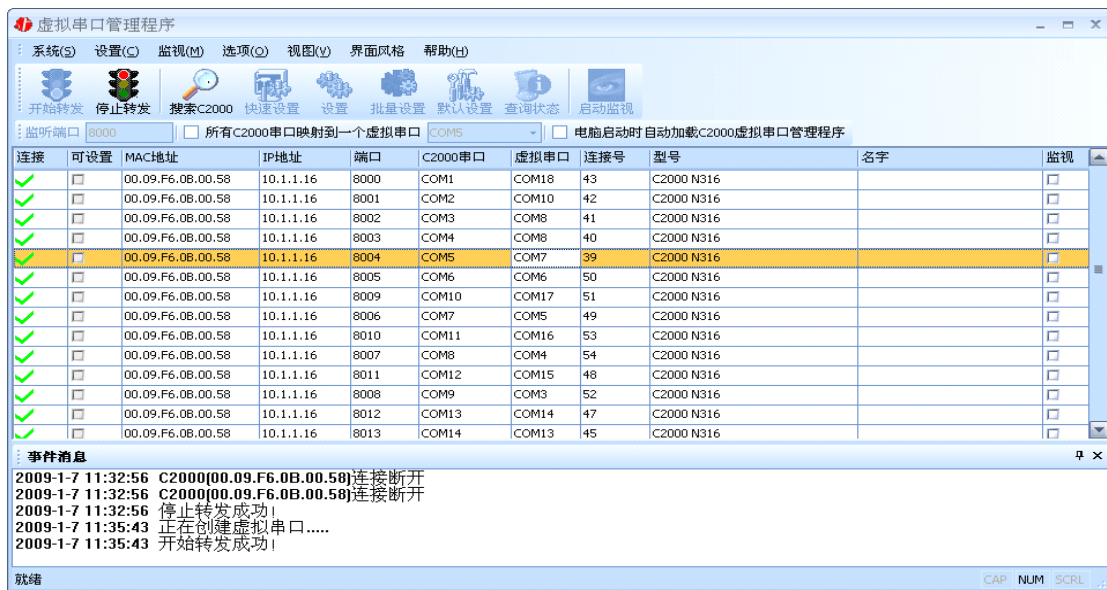 虚拟串口管理程序
系统(S) 设置(C) 监视(M) 选项(O) 视图(V) 界面风格 帮助(H)
开始转发 停止转发 搜索C2000 快速设置 设置 批量设置 默认设置 查询状态 启动监视
监听端口 8000 所有C2000串口映射到一个虚拟串口 COM5 电脑启动时自动加载C2000虚拟串口管理程序
连接 可设置 MAC地址 IP地址 端口 C2000串口 虚拟串口 连接号 型号 名字 监视
00.09.F6.0B.00.58 10.1.1.16 8000 COM1 COM18 43 C2000 N316
00.09.F6.0B.00.58 10.1.1.16 8001 COM2 COM10 42 C2000 N316
00.09.F6.0B.00.58 10.1.1.16 8002 COM3 COM8 41 C2000 N316
00.09.F6.0B.00.58 10.1.1.16 8003 COM4 COM8 40 C2000 N316
00.09.F6.0B.00.58 10.1.1.16 8004 COM5 COM7 39 C2000 N316
00.09.F6.0B.00.58 10.1.1.16 8005 COM6 COM6 50 C2000 N316
00.09.F6.0B.00.58 10.1.1.16 8009 COM10 COM17 51 C2000 N316
00.09.F6.0B.00.58 10.1.1.16 8006 COM7 COM5 49 C2000 N316
00.09.F6.0B.00.58 10.1.1.16 8010 COM11 COM16 53 C2000 N316
00.09.F6.0B.00.58 10.1.1.16 8007 COM8 COM4 54 C2000 N316
00.09.F6.0B.00.58 10.1.1.16 8011 COM12 COM15 48 C2000 N316
00.09.F6.0B.00.58 10.1.1.16 8008 COM9 COM3 52 C2000 N316
00.09.F6.0B.00.58 10.1.1.16 8012 COM13 COM14 47 C2000 N316
00.09.F6.0B.00.58 10.1.1.16 8013 COM14 COM13 45 C2000 N316
事件消息
2009-1-7 11:32:56 C2000(00.09.F6.0B.00.58)连接断开
2009-1-7 11:32:56 C2000(00.09.F6.0B.00.58)连接断开
2009-1-7 11:32:56 停止转发成功!
2009-1-7 11:35:43 正在创建虚拟串口.....
2009-1-7 11:35:43 开始转发成功!
就绪 CAP NUM SCRL